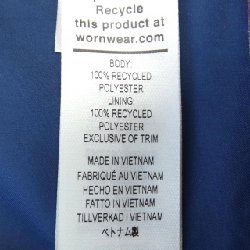 Recycle
this product at
wornwear.com
BODY:
100% RECYCLED
POLYESTER
LINING:
100% RECYCLED
POLYESTER
EXCLUSIVE OF TRIM
MADE IN VIETNAM
FABRIQUÉ AU VIETNAM
HECHO EN VIETNAM
FATTO IN VIETNAM
TILLVERKAD I VIETNAM
ベトナム製